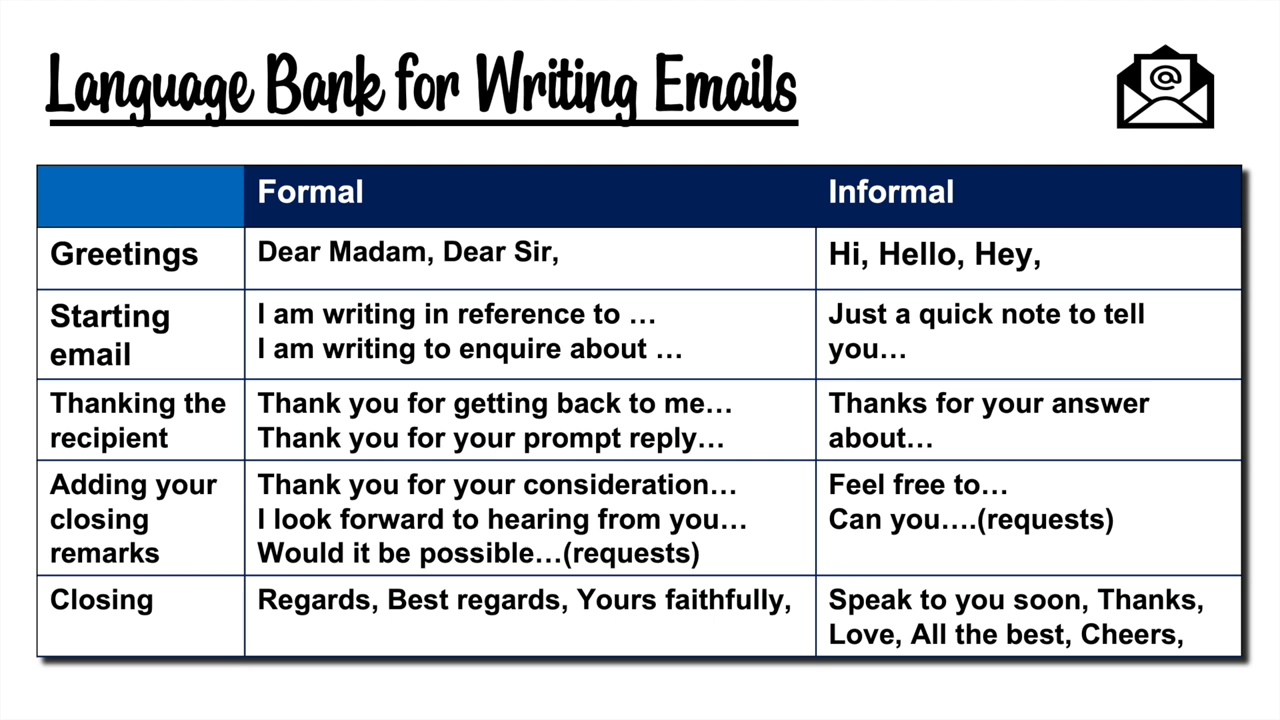 Language Bank for Writing Emails
@
Formal
Informal
Greetings
Dear Madam, Dear Sir,
Hi, Hello, Hey,
Starting
email
I am writing in reference to …
I am writing to enquire about …
Just a quick note to tell
you…
Thanking the
recipient
Thank you for getting back to me…
Thank you for your prompt reply…
Thanks for your answer
about…
Adding your
closing
remarks
Thank you for your consideration…
I look forward to hearing from you…
Would it be possible…(requests)
Feel free to…
Can you….(requests)
Closing
Regards, Best regards, Yours faithfully,
Speak to you soon, Thanks,
Love, All the best, Cheers,